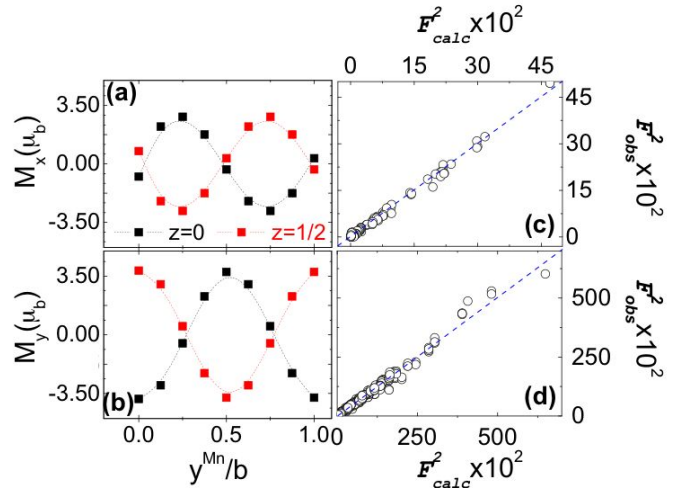 F²calc x10²
0 15 30 45
(a)
3.50
0.00
-3.50
Mx(μb)
z=0 z=1/2
(c)
45
30
15
0
F²obs x10²
(b)
3.50
0.00
-3.50
My(μb)
0.0 0.5 1.0
yMn/b
(d)
500
250
0
F²obs x10²
250 500
F²calc x10²